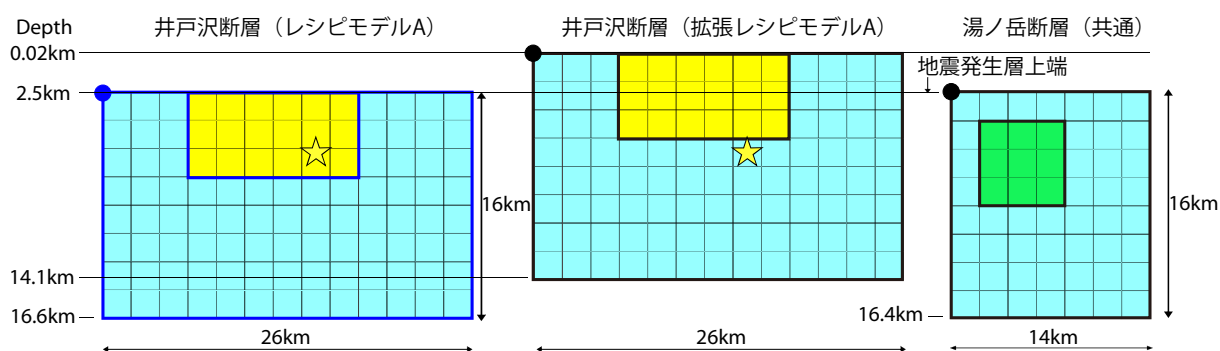 Depth
井戸沢断層（レシピモデルA）
井戸沢断層（拡張レシピモデルA）
湯ノ岳断層（共通）
0.02km
地震発生層上端
2.5km
16km
16km
14.1km
16.6km
16.4km
26km
26km
14km